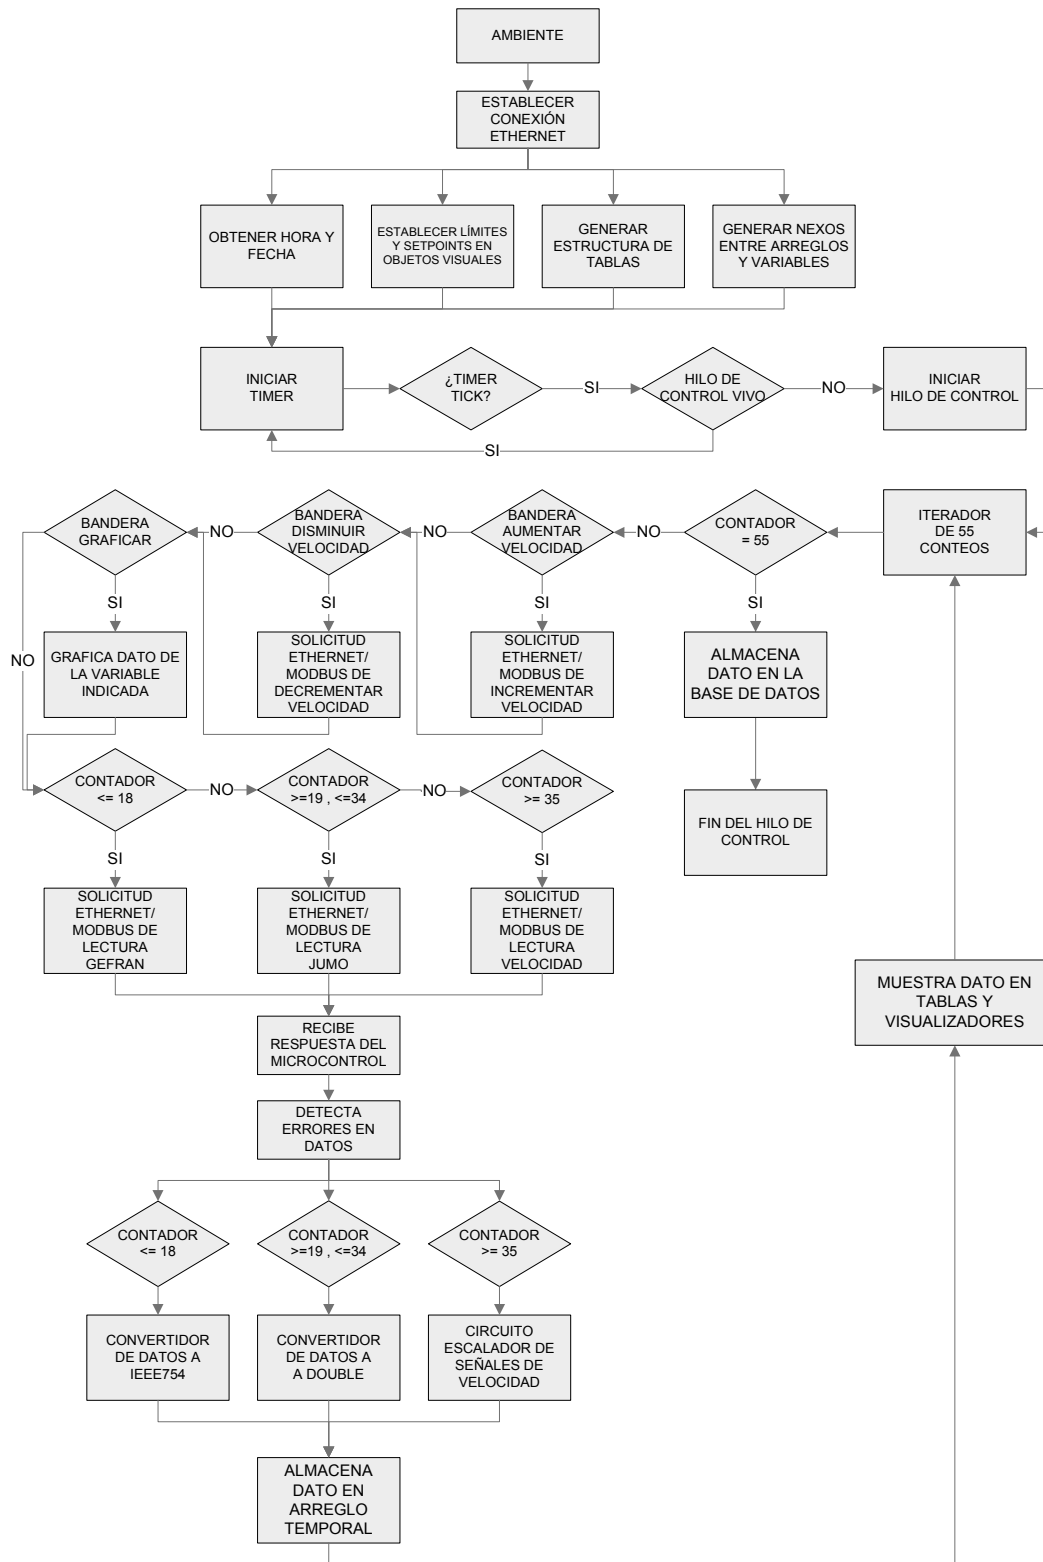 AMBIENTE
ESTABLECER
CONEXIÓN
ETHERNET
OBTENER HORA Y
FECHA
ESTABLECER LÍMITES
Y SETPOINTS EN
OBJETOS VISUALES
GENERAR
ESTRUCTURA DE
TABLAS
GENERAR NEXOS
ENTRE ARREGLOS
Y VARIABLES
INICIAR
TIMER
¿TIMER
TICK?
SI
HILO DE
CONTROL VIVO
NO
INICIAR
HILO DE CONTROL
SI
BANDERA
GRAFICAR
NO
BANDERA
DISMINUIR
VELOCIDAD
NO
BANDERA
AUMENTAR
VELOCIDAD
NO
CONTADOR
= 55
ITERADOR
DE 55
CONTEOS
SI
SI
SI
SI
NO
GRAFICA DATO DE
LA VARIABLE
INDICADA
SOLICITUD
ETHERNET/
MODBUS DE
DECREMENTAR
VELOCIDAD
SOLICITUD
ETHERNET/
MODBUS DE
INCREMENTAR
VELOCIDAD
ALMACENA
DATO EN LA
BASE DE DATOS
CONTADOR
<= 18
NO
CONTADOR
>=19 , <=34
NO
CONTADOR
>= 35
FIN DEL HILO DE
CONTROL
SI
SI
SI
SOLICITUD
ETHERNET/
MODBUS DE
LECTURA
GEFRAN
SOLICITUD
ETHERNET/
MODBUS DE
LECTURA
JUMO
SOLICITUD
ETHERNET/
MODBUS DE
LECTURA
VELOCIDAD
MUESTRA DATO EN
TABLAS Y
VISUALIZADORES
RECIBE
RESPUESTA DEL
MICROCONTROL
DETECTA
ERRORES EN
DATOS
CONTADOR
<= 18
CONTADOR
>=19 , <=34
CONTADOR
>= 35
CONVERTIDOR
DE DATOS A
IEEE754
CONVERTIDOR
DE DATOS A
A DOUBLE
CIRCUITO
ESCALADOR DE
SEÑALES DE
VELOCIDAD
ALMACENA
DATO EN
ARREGLO
TEMPORAL